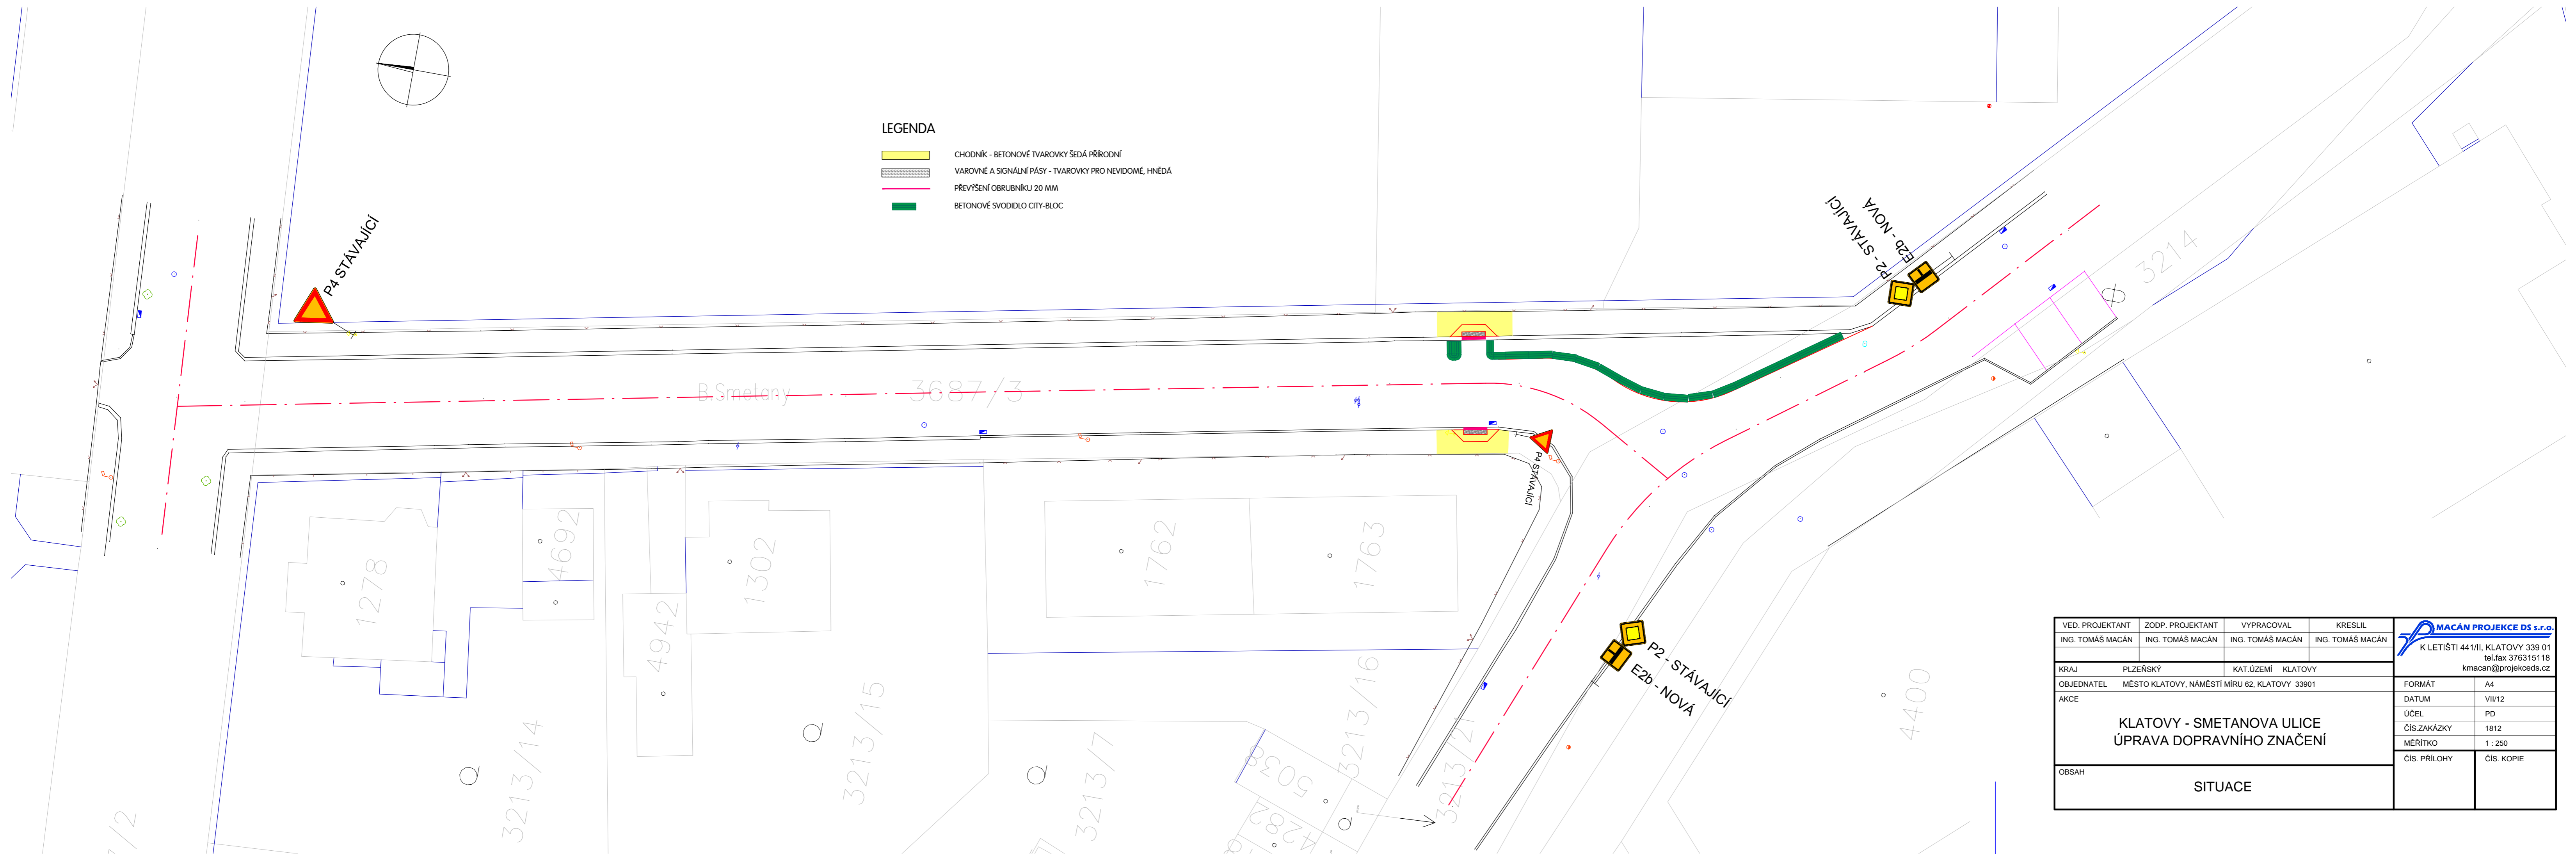 LEGENDA
CHODNÍK - BETONOVÉ TVAROVKY ŠEDÁ PŘÍRODNÍ
VAROVNÉ A SIGNÁLNÍ PÁSY - TVAROVKY PRO NEVIDOMÉ, HNĚDÁ
PŘEVÝŠENÍ OBRUBNÍKU 20 MM
BETONOVÉ SVODIDLO CITY-BLOC
P4 STÁVAJÍCÍ
P2 - STÁVAJÍCÍ
E2b - NOVÁ
3214
B.Smetany
3687/3
P4 STÁVAJÍCÍ
1278
4692
4942
1302
1762
1763
3213/14
3213/15
3213/7
3213/16
3213/21
5038
4282
4400
P2 - STÁVAJÍCÍ
E2b - NOVÁ
VED. PROJEKTANT ZODP. PROJEKTANT VYPRACOVAL KRESLIL
ING. TOMÁŠ MACÁN ING. TOMÁŠ MACÁN ING. TOMÁŠ MACÁN ING. TOMÁŠ MACÁN
MACÁN PROJEKCE DS s.r.o.
K LETIŠTI 441/II, KLATOVY 339 01
tel,fax 376315118
kmacan@projekceds.cz
KRAJ PLZEŇSKÝ KAT.ÚZEMÍ KLATOVY
OBJEDNATEL MĚSTO KLATOVY, NÁMĚSTÍ MÍRU 62, KLATOVY 33901
AKCE
KLATOVY - SMETANOVA ULICE
ÚPRAVA DOPRAVNÍHO ZNAČENÍ
OBSAH
SITUACE
FORMÁT A4
DATUM VII/12
ÚČEL PD
ČÍS.ZAKÁZKY 1812
MĚŘÍTKO 1 : 250
ČÍS. PŘÍLOHY ČÍS. KOPIE